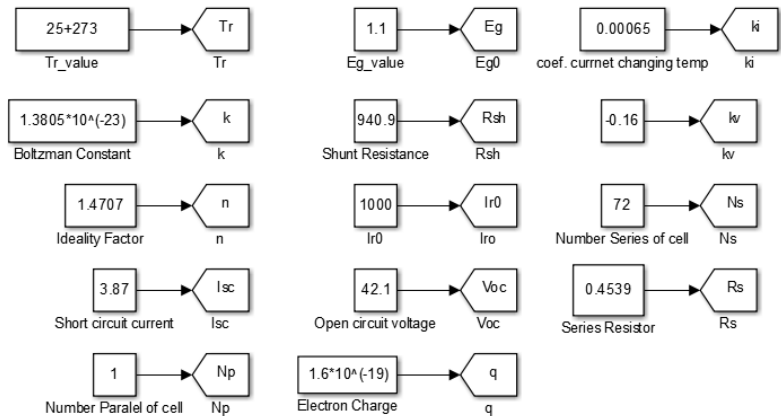 25+273
Tr
Tr_value
Tr
1.1
Eg
Eg_value
Eg0
0.00065
ki
coef. currnet changing temp
ki
1.3805*10^(-23)
k
Boltzman Constant
k
940.9
Rsh
Shunt Resistance
Rsh
-0.16
kv
kv
1.4707
n
Ideality Factor
n
1000
Ir0
Ir0
Iro
72
Ns
Number Series of cell
Ns
3.87
Isc
Short circuit current
Isc
42.1
Voc
Open circuit voltage
Voc
0.4539
Rs
Series Resistor
Rs
1
Np
Number Paralel of cell
Np
1.6*10^(-19)
q
Electron Charge
q